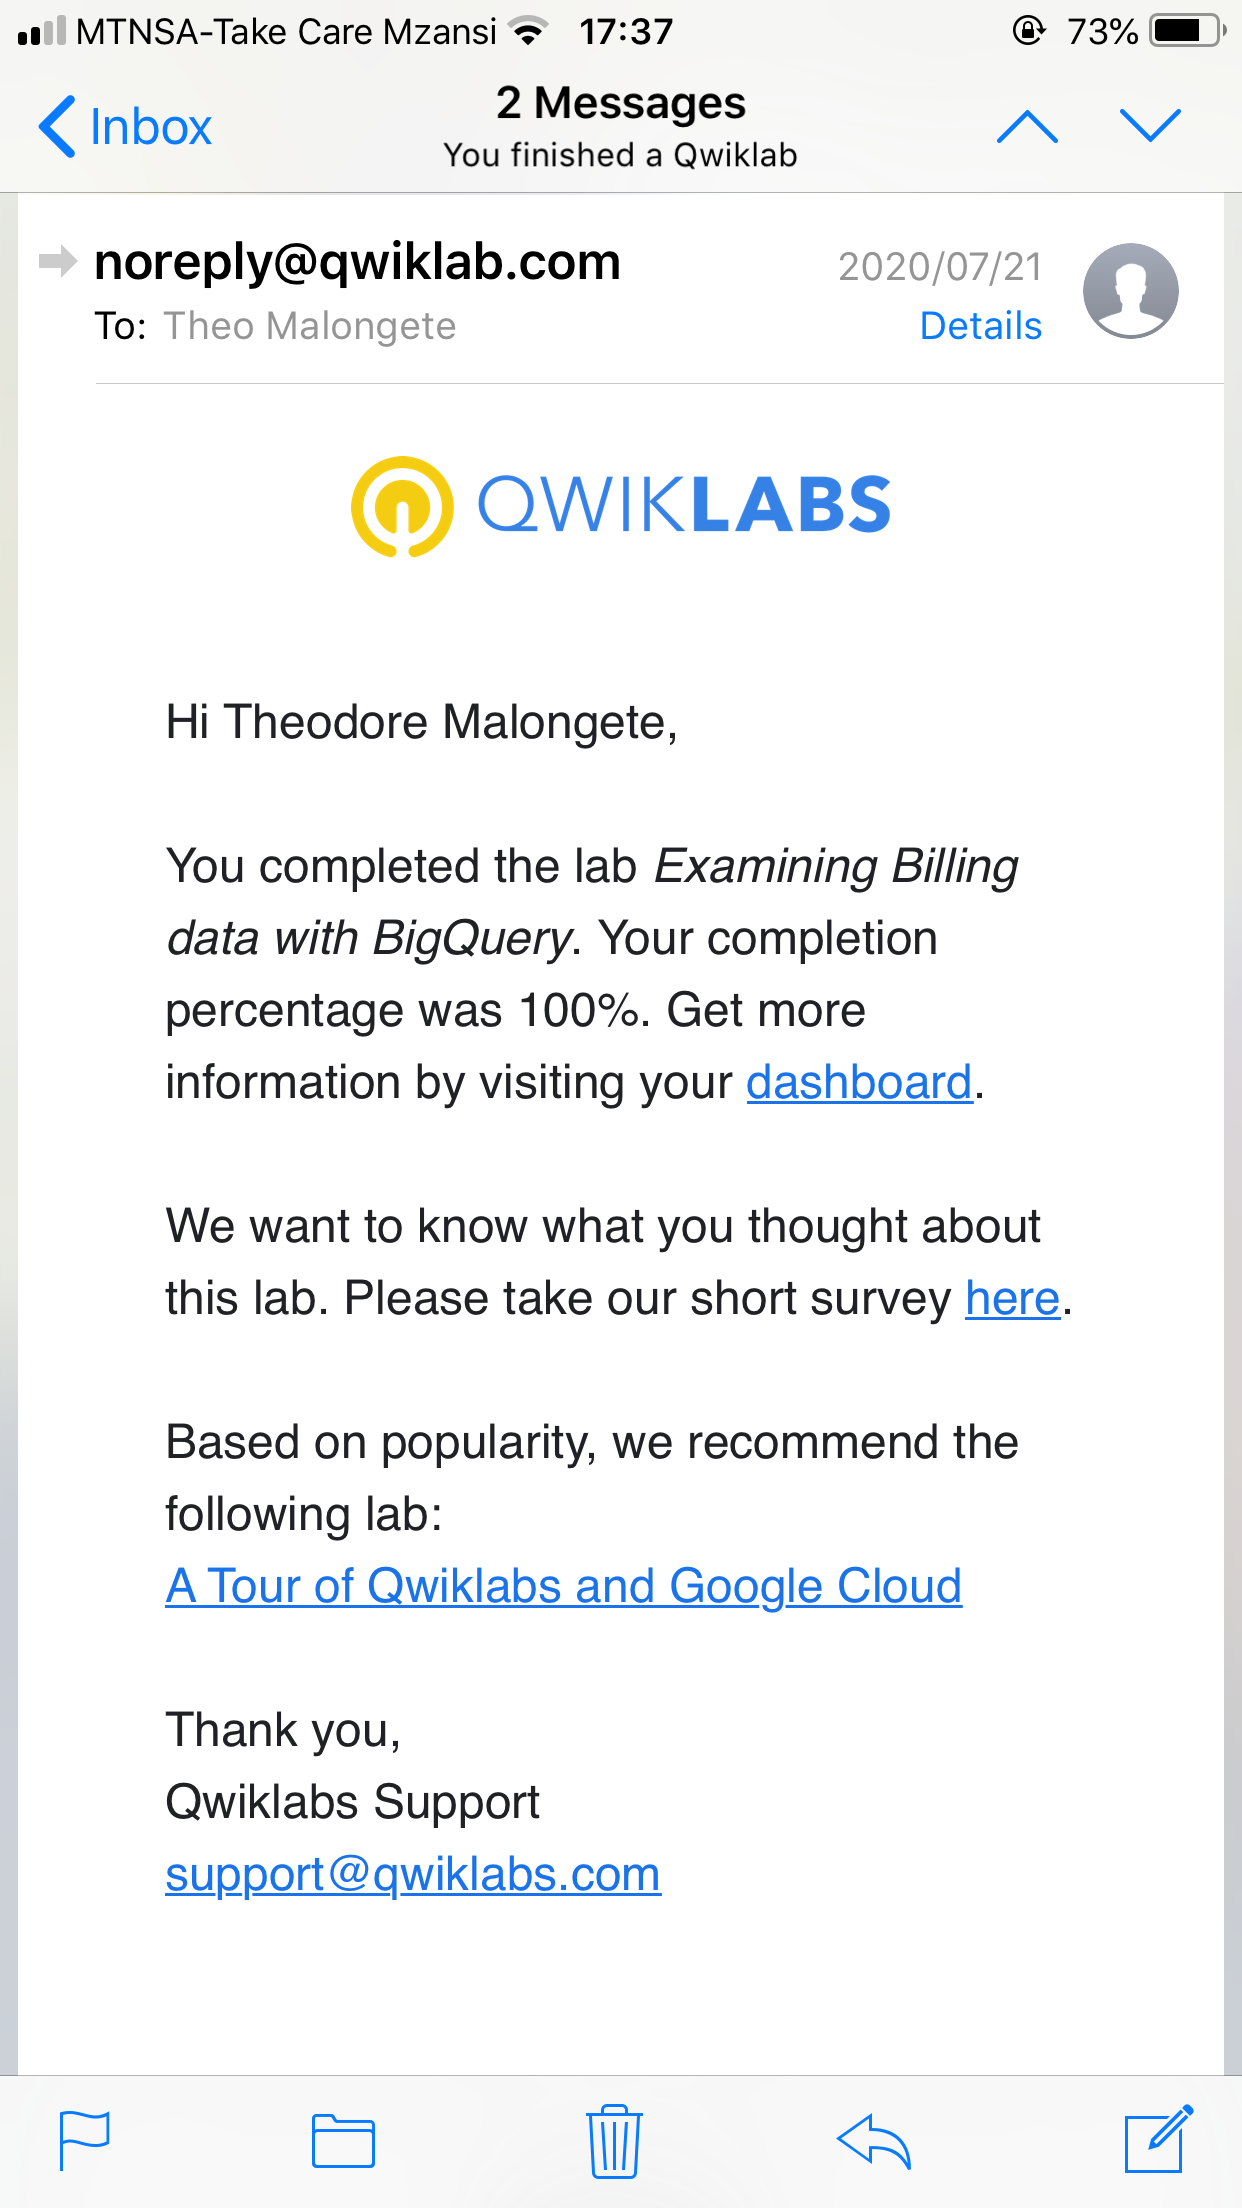 MTNSA-Take Care Mzansi 17:37 73%
Inbox
2 Messages
You finished a Qwiklab
noreply@qwiklab.com 2020/07/21
To: Theo Malongete Details
QWIKLABS
Hi Theodore Malongete,
You completed the lab Examining Billing
data with BigQuery. Your completion
percentage was 100%. Get more
information by visiting your dashboard.
We want to know what you thought about
this lab. Please take our short survey here.
Based on popularity, we recommend the
following lab:
A Tour of Qwiklabs and Google Cloud
Thank you,
Qwiklabs Support
support@qwiklabs.com